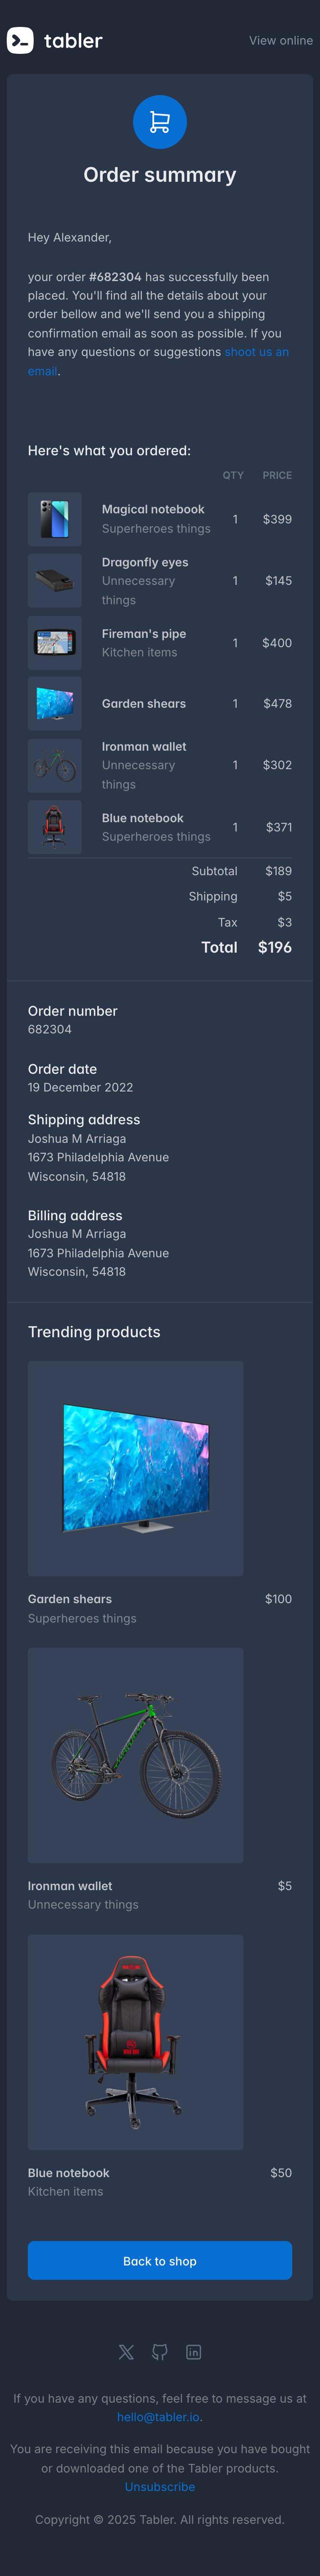 tabler
View online
Order summary
Hey Alexander,
your order #682304 has successfully been
placed. You'll find all the details about your
order bellow and we'll send you a shipping
confirmation email as soon as possible. If you
have any questions or suggestions shoot us an
email.
Here's what you ordered:
QTY PRICE
Magical notebook
Superheroes things
1 $399
Dragonfly eyes
Unnecessary
things
1 $145
Fireman's pipe
Kitchen items
1 $400
Garden shears
1 $478
Ironman wallet
Unnecessary
things
1 $302
Blue notebook
Superheroes things
1 $371
Subtotal $189
Shipping $5
Tax $3
Total $196
Order number
682304
Order date
19 December 2022
Shipping address
Joshua M Arriaga
1673 Philadelphia Avenue
Wisconsin, 54818
Billing address
Joshua M Arriaga
1673 Philadelphia Avenue
Wisconsin, 54818
Trending products
Garden shears $100
Superheroes things
Ironman wallet $5
Unnecessary things
Blue notebook $50
Kitchen items
Back to shop
If you have any questions, feel free to message us at
hello@tabler.io.
You are receiving this email because you have bought
or downloaded one of the Tabler products.
Unsubscribe
Copyright © 2025 Tabler. All rights reserved.